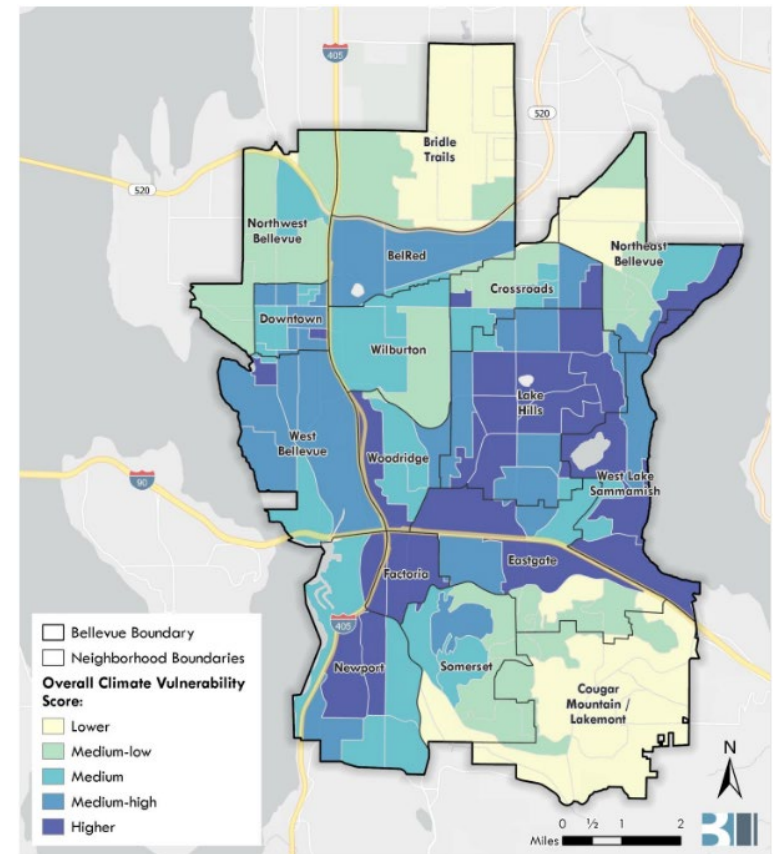 405
520
Bridle
Trails
520
Northwest
Bellevue
BelRed
Northeast
Bellevue
Crossroads
Downtown
Wilburton
Lake
Hills
West
Bellevue
Woodridge
West Lake
Sammamish
90
Eastgate
Factoria
405
Newport
Somerset
Cougar
Mountain /
Lakemont
Bellevue Boundary
Neighborhood Boundaries
Overall Climate Vulnerability
Score:
Lower
Medium-low
Medium
Medium-high
Higher
N
0 ½ 1 2
Miles